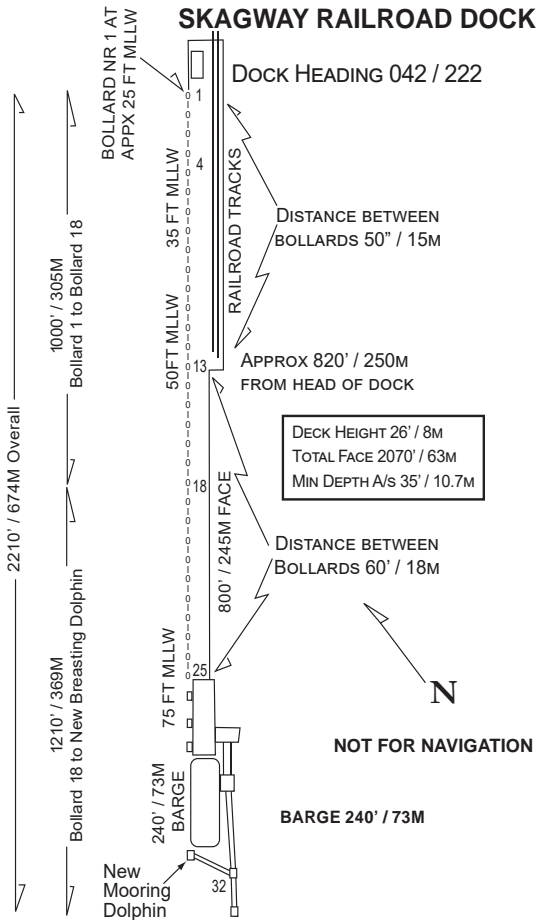 SKAGWAY RAILROAD DOCK
BOLLARD NR 1 AT
APPX 25 FT MLLW
DOCK HEADING 042 / 222
1
4
35 FT MLLW
RAILROAD TRACKS
DISTANCE BETWEEN
BOLLARDS 50" / 15M
1000' / 305M
Bollard 1 to Bollard 18
50FT MLLW
13
APPROX 820' / 250M
FROM HEAD OF DOCK
DECK HEIGHT 26' / 8M
TOTAL FACE 2070' / 63M
MIN DEPTH A/S 35' / 10.7M
2210' / 674M Overall
18
800' / 245M FACE
DISTANCE BETWEEN
BOLLARDS 60' / 18M
1210' / 369M
Bollard 18 to New Breasting Dolphin
75 FT MLLW
25
N
NOT FOR NAVIGATION
240' / 73M
BARGE
BARGE 240' / 73M
New
Mooring
Dolphin
32